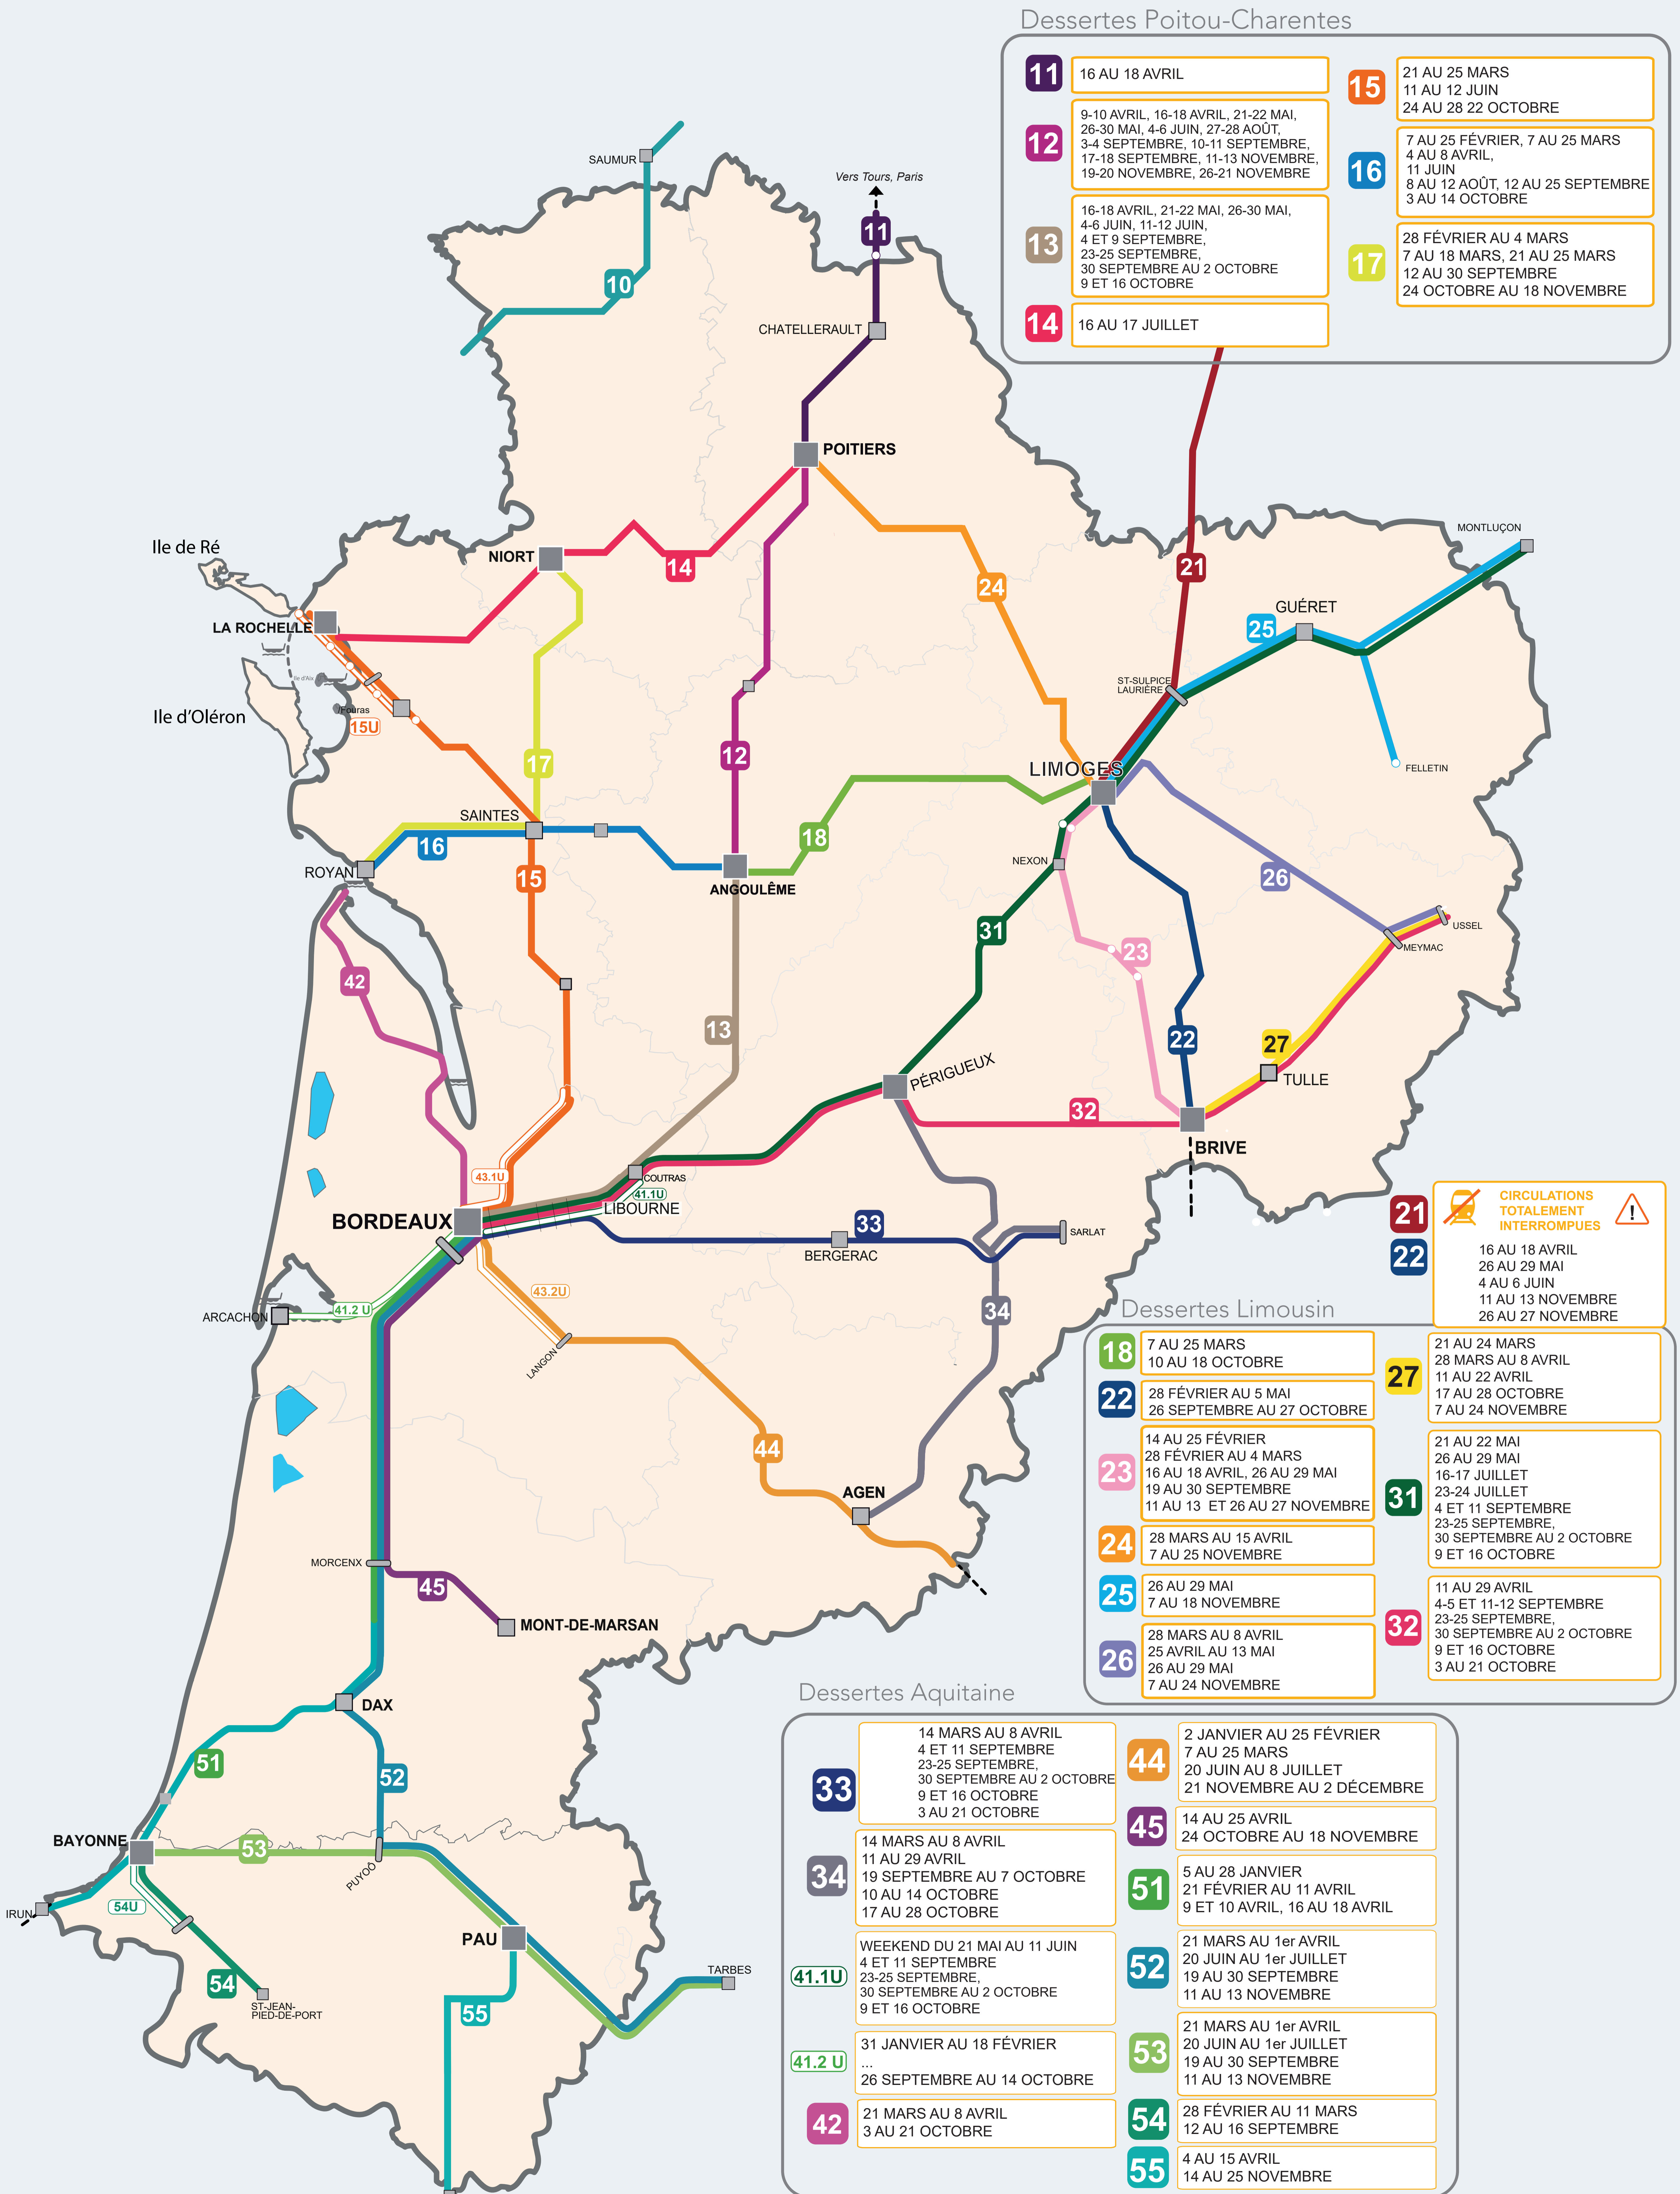 Dessertes Poitou-Charentes
11
16 AU 18 AVRIL
12
9-10 AVRIL, 16-18 AVRIL, 21-22 MAI,
26-30 MAI, 4-6 JUIN, 27-28 AOÛT,
3-4 SEPTEMBRE, 10-11 SEPTEMBRE,
17-18 SEPTEMBRE, 11-13 NOVEMBRE,
19-20 NOVEMBRE, 26-21 NOVEMBRE
13
16-18 AVRIL, 21-22 MAI, 26-30 MAI,
4-6 JUIN, 11-12 JUIN,
4 ET 9 SEPTEMBRE,
23-25 SEPTEMBRE,
30 SEPTEMBRE AU 2 OCTOBRE
9 ET 16 OCTOBRE
14
16 AU 17 JUILLET
15
21 AU 25 MARS
11 AU 12 JUIN
24 AU 28 22 OCTOBRE
16
7 AU 25 FÉVRIER, 7 AU 25 MARS
4 AU 8 AVRIL,
11 JUIN
8 AU 12 AOÛT, 12 AU 25 SEPTEMBRE
3 AU 14 OCTOBRE
17
28 FÉVRIER AU 4 MARS
7 AU 18 MARS, 21 AU 25 MARS
12 AU 30 SEPTEMBRE
24 OCTOBRE AU 18 NOVEMBRE
SAUMUR
Vers Tours, Paris
11
10
CHATELLERAULT
POITIERS
MONTLUÇON
Ile de Ré
NIORT
14
21
24
GUÉRET
25
LA ROCHELLE
Ile d'Aix
ST-SULPICE
LAURIÈRE
Ile d'Oléron
Fouras
15U
17
12
LIMOGES
FELLETIN
SAINTES
16
18
ROYAN
15
ANGOULÊME
NEXON
26
31
USSEL
MEYMAC
23
42
13
22
27
PÉRIGUEUX
TULLE
32
BRIVE
43.1U
COUTRAS
41.1U
LIBOURNE
BORDEAUX
33
BERGERAC
SARLAT
43.2U
41.2 U
ARCACHON
34
LANGON
44
AGEN
MORCENX
45
MONT-DE-MARSAN
DAX
51
52
BAYONNE
53
PUYOÔ
54U
IRUN
PAU
54
ST-JEAN-
PIED-DE-PORT
55
TARBES
21
22
CIRCULATIONS
TOTALEMENT
INTERROMPUES
!
16 AU 18 AVRIL
26 AU 29 MAI
4 AU 6 JUIN
11 AU 13 NOVEMBRE
26 AU 27 NOVEMBRE
Dessertes Limousin
18
7 AU 25 MARS
10 AU 18 OCTOBRE
22
28 FÉVRIER AU 5 MAI
26 SEPTEMBRE AU 27 OCTOBRE
23
14 AU 25 FÉVRIER
28 FÉVRIER AU 4 MARS
16 AU 18 AVRIL, 26 AU 29 MAI
19 AU 30 SEPTEMBRE
11 AU 13 ET 26 AU 27 NOVEMBRE
24
28 MARS AU 15 AVRIL
7 AU 25 NOVEMBRE
25
26 AU 29 MAI
7 AU 18 NOVEMBRE
26
28 MARS AU 8 AVRIL
25 AVRIL AU 13 MAI
26 AU 29 MAI
7 AU 24 NOVEMBRE
27
21 AU 24 MARS
28 MARS AU 8 AVRIL
11 AU 22 AVRIL
17 AU 28 OCTOBRE
7 AU 24 NOVEMBRE
31
21 AU 22 MAI
26 AU 29 MAI
16-17 JUILLET
23-24 JUILLET
4 ET 11 SEPTEMBRE
23-25 SEPTEMBRE,
30 SEPTEMBRE AU 2 OCTOBRE
9 ET 16 OCTOBRE
32
11 AU 29 AVRIL
4-5 ET 11-12 SEPTEMBRE
23-25 SEPTEMBRE,
30 SEPTEMBRE AU 2 OCTOBRE
9 ET 16 OCTOBRE
3 AU 21 OCTOBRE
Dessertes Aquitaine
33
14 MARS AU 8 AVRIL
4 ET 11 SEPTEMBRE
23-25 SEPTEMBRE,
30 SEPTEMBRE AU 2 OCTOBRE
9 ET 16 OCTOBRE
3 AU 21 OCTOBRE
34
14 MARS AU 8 AVRIL
11 AU 29 AVRIL
19 SEPTEMBRE AU 7 OCTOBRE
10 AU 14 OCTOBRE
17 AU 28 OCTOBRE
41.1U
WEEKEND DU 21 MAI AU 11 JUIN
4 ET 11 SEPTEMBRE
23-25 SEPTEMBRE,
30 SEPTEMBRE AU 2 OCTOBRE
9 ET 16 OCTOBRE
41.2 U
31 JANVIER AU 18 FÉVRIER
...
26 SEPTEMBRE AU 14 OCTOBRE
42
21 MARS AU 8 AVRIL
3 AU 21 OCTOBRE
44
2 JANVIER AU 25 FÉVRIER
7 AU 25 MARS
20 JUIN AU 8 JUILLET
21 NOVEMBRE AU 2 DÉCEMBRE
45
14 AU 25 AVRIL
24 OCTOBRE AU 18 NOVEMBRE
51
5 AU 28 JANVIER
21 FÉVRIER AU 11 AVRIL
9 ET 10 AVRIL, 16 AU 18 AVRIL
52
21 MARS AU 1er AVRIL
20 JUIN AU 1er JUILLET
19 AU 30 SEPTEMBRE
11 AU 13 NOVEMBRE
53
21 MARS AU 1er AVRIL
20 JUIN AU 1er JUILLET
19 AU 30 SEPTEMBRE
11 AU 13 NOVEMBRE
54
28 FÉVRIER AU 11 MARS
12 AU 16 SEPTEMBRE
55
4 AU 15 AVRIL
14 AU 25 NOVEMBRE